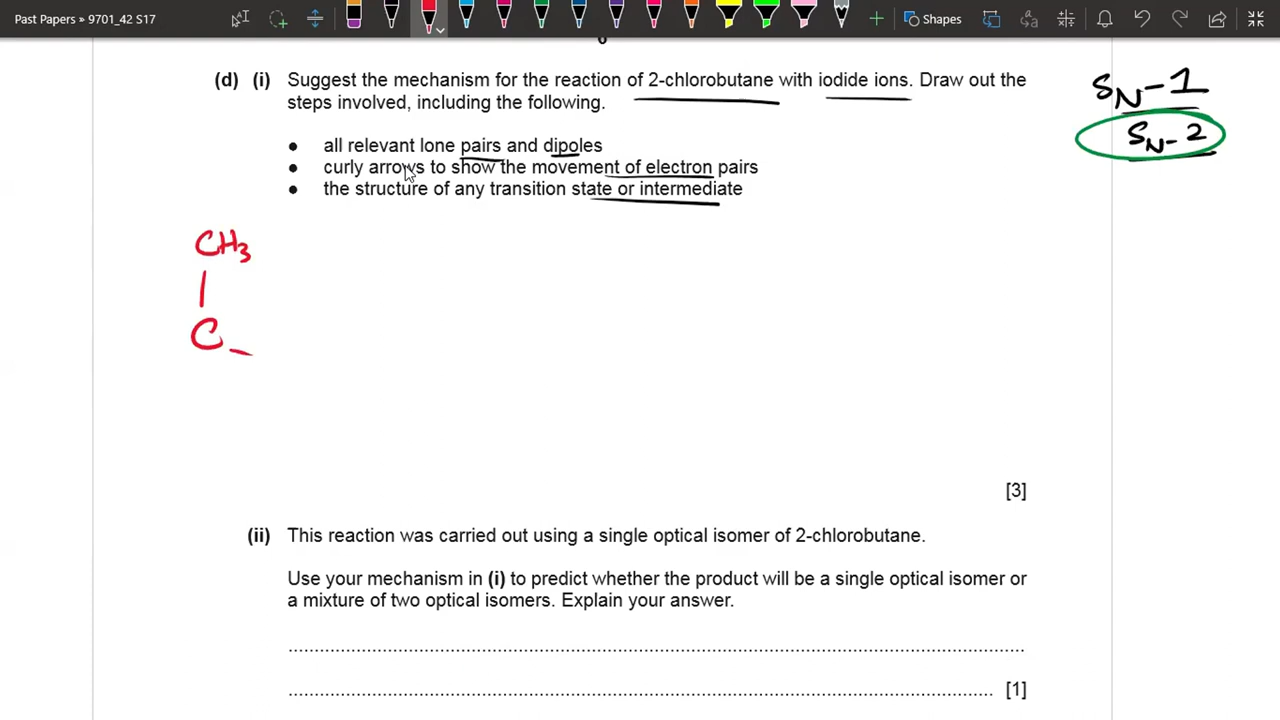 Past Papers » 9701_42 S17
Shapes
(d) (i) Suggest the mechanism for the reaction of 2-chlorobutane with iodide ions. Draw out the
steps involved, including the following.
• all relevant lone pairs and dipoles
• curly arrows to show the movement of electron pairs
• the structure of any transition state or intermediate
SN-1
SN-2
CH3
C
[3]
(ii) This reaction was carried out using a single optical isomer of 2-chlorobutane.
Use your mechanism in (i) to predict whether the product will be a single optical isomer or
a mixture of two optical isomers. Explain your answer.
[1]